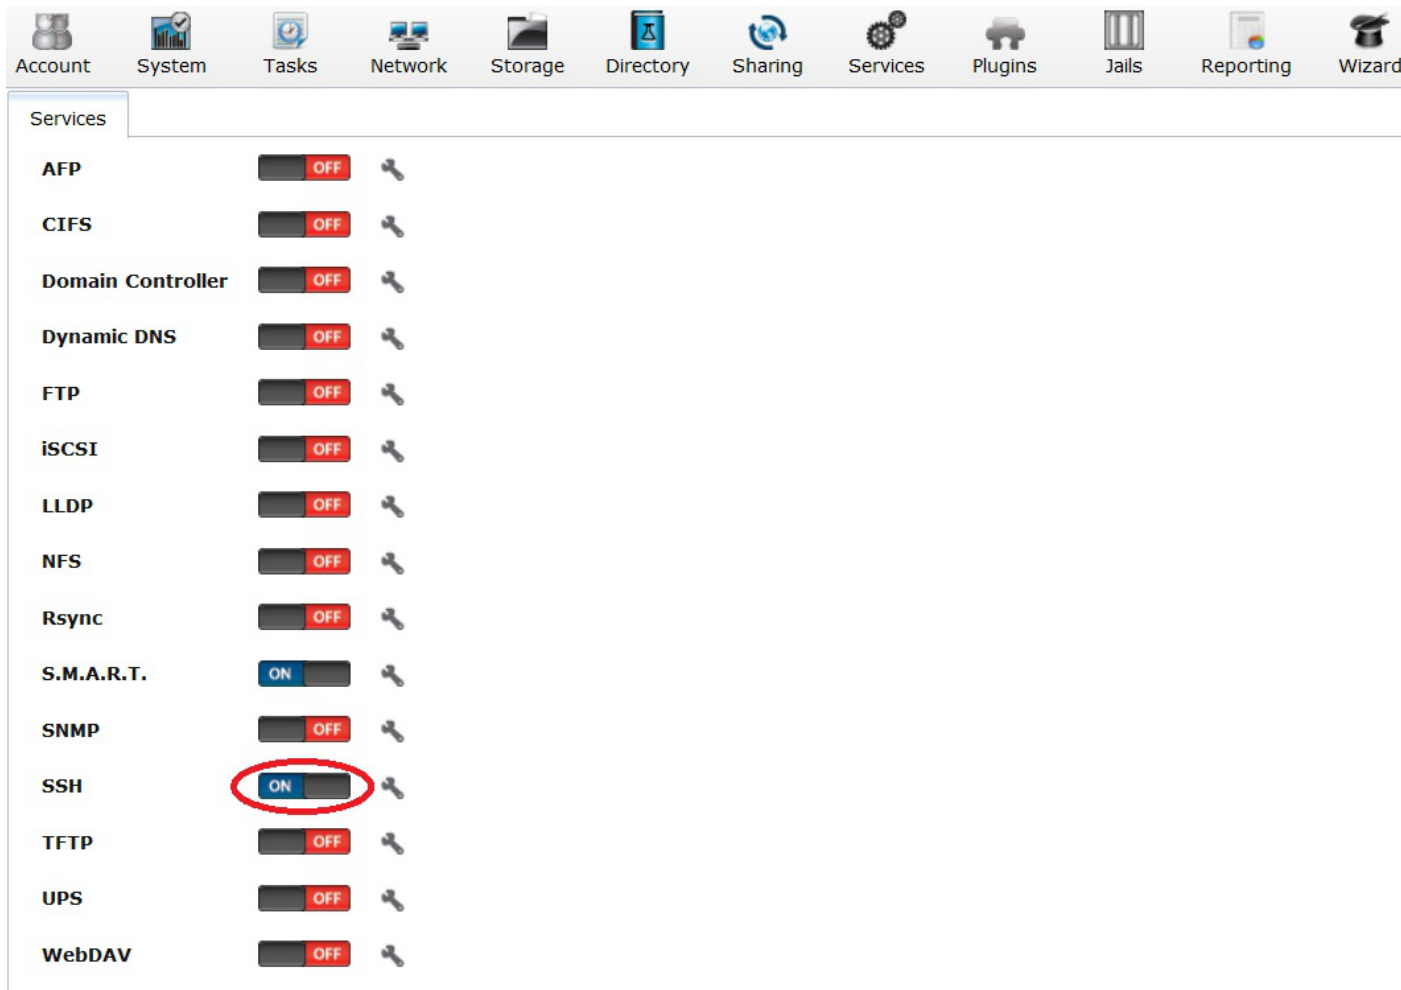 Account System Tasks Network Storage Directory Sharing Services Plugins Jails Reporting Wizard
Services
AFP OFF
CIFS OFF
Domain Controller OFF
Dynamic DNS OFF
FTP OFF
iSCSI OFF
LLDP OFF
NFS OFF
Rsync OFF
S.M.A.R.T. ON
SNMP OFF
SSH ON
TFTP OFF
UPS OFF
WebDAV OFF